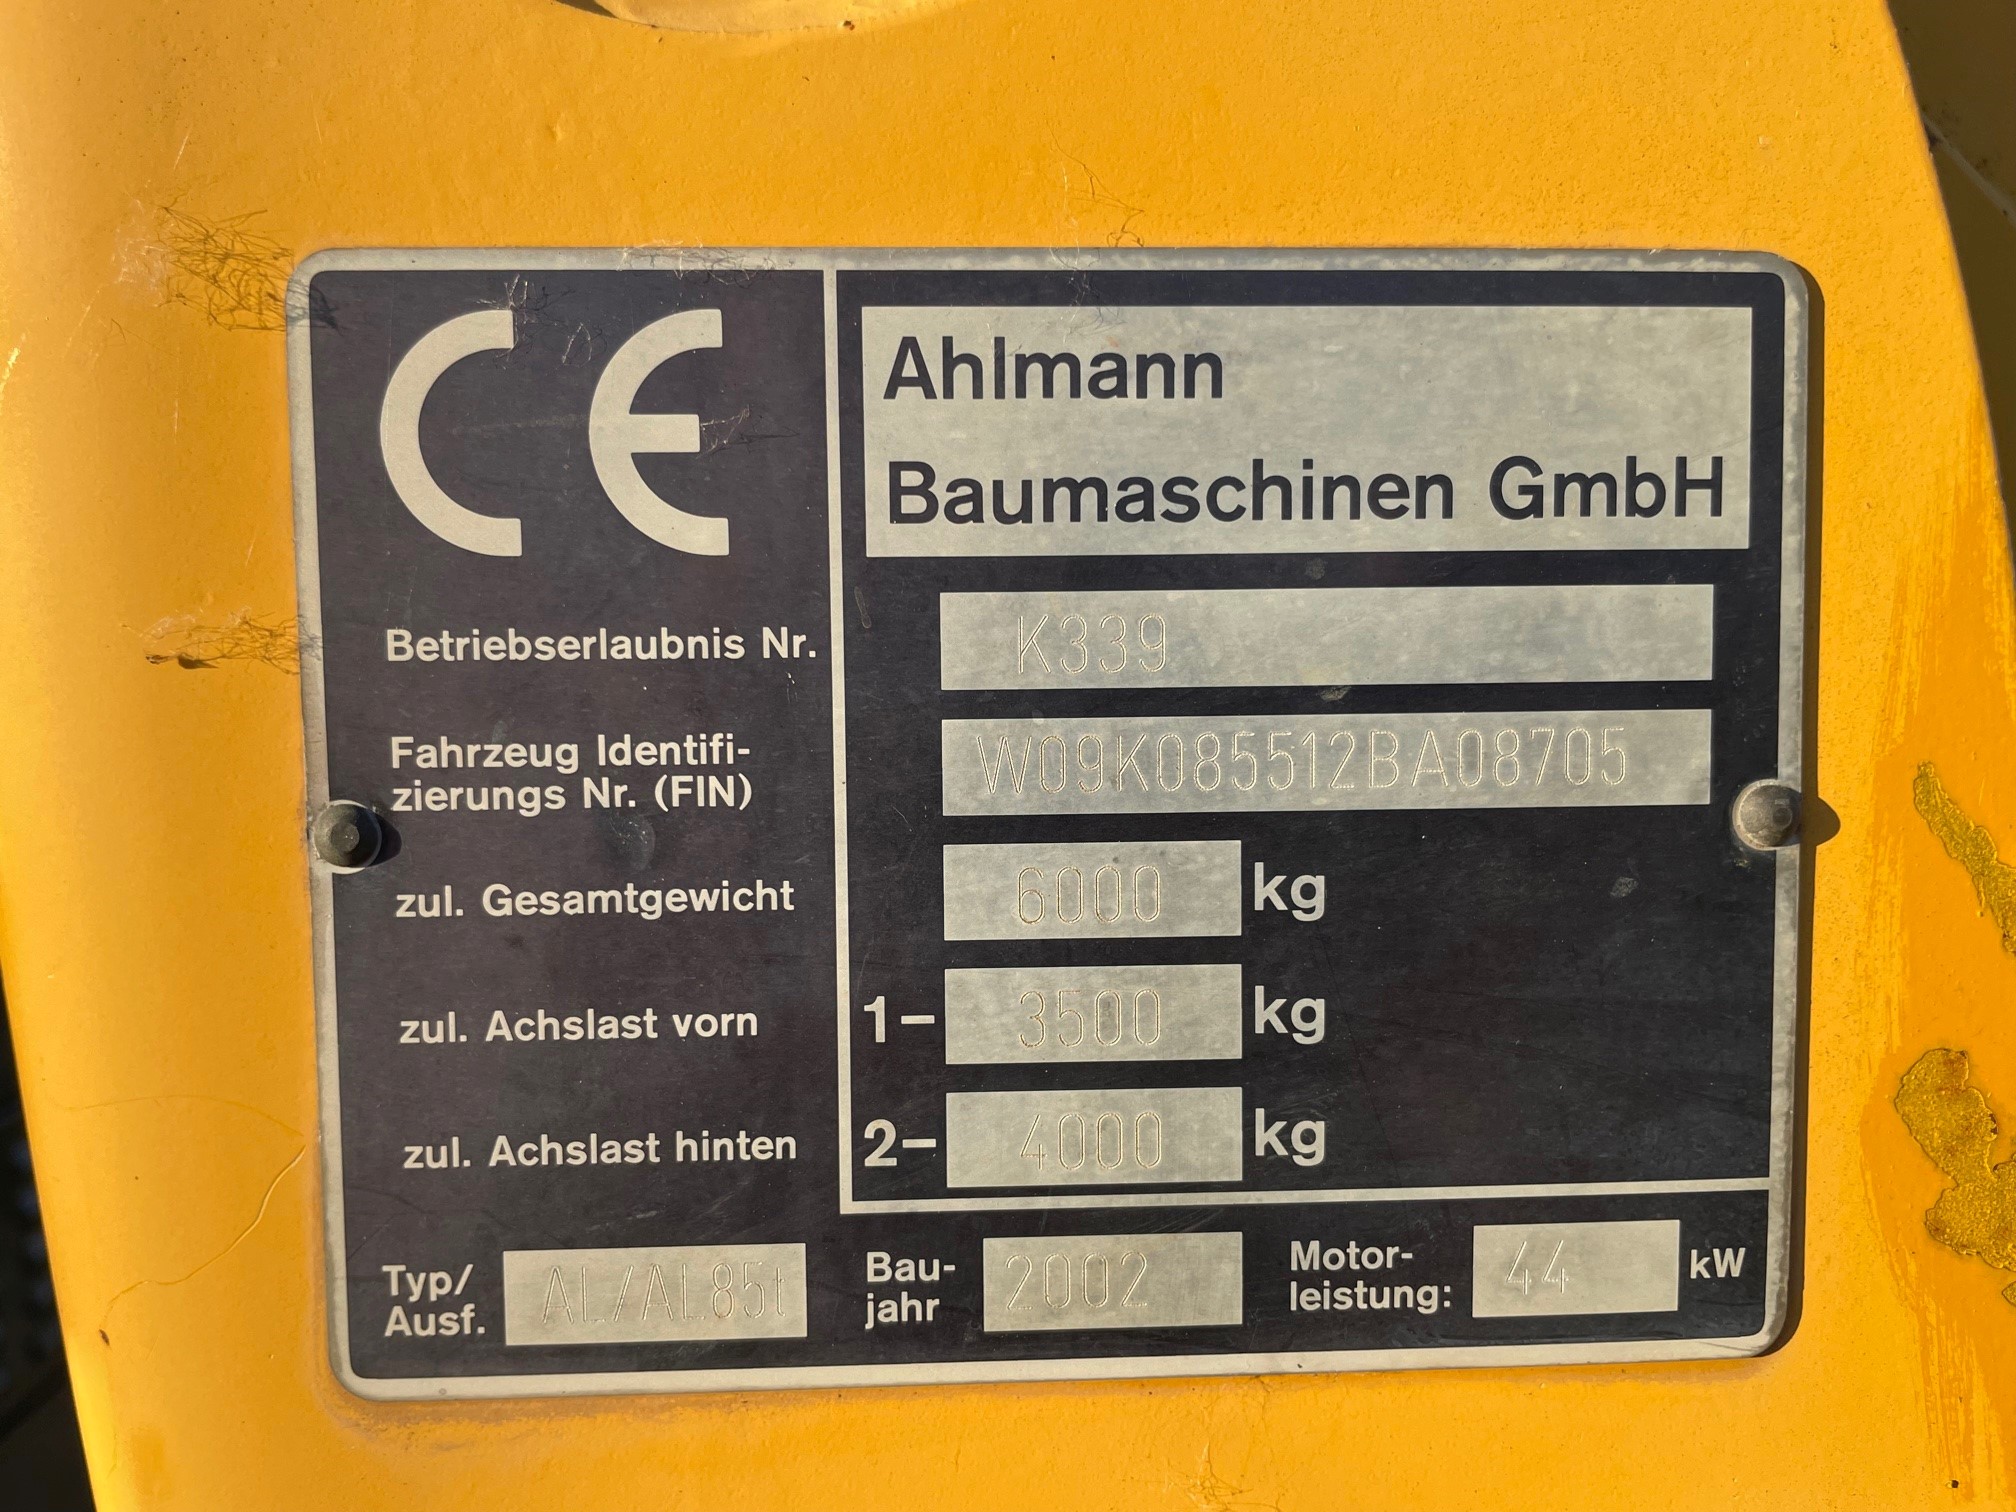 CE
Ahlmann
Baumaschinen GmbH
Betriebserlaubnis Nr. K339
Fahrzeug Identifi-
zierungs Nr. (FIN) W09K085512BA08705
zul. Gesamtgewicht 6000 kg
zul. Achslast vorn 1- 3500 kg
zul. Achslast hinten 2- 4000 kg
Typ/
Ausf. AL/AL85t
Bau-
jahr 2002
Motor-
leistung: 44 kW